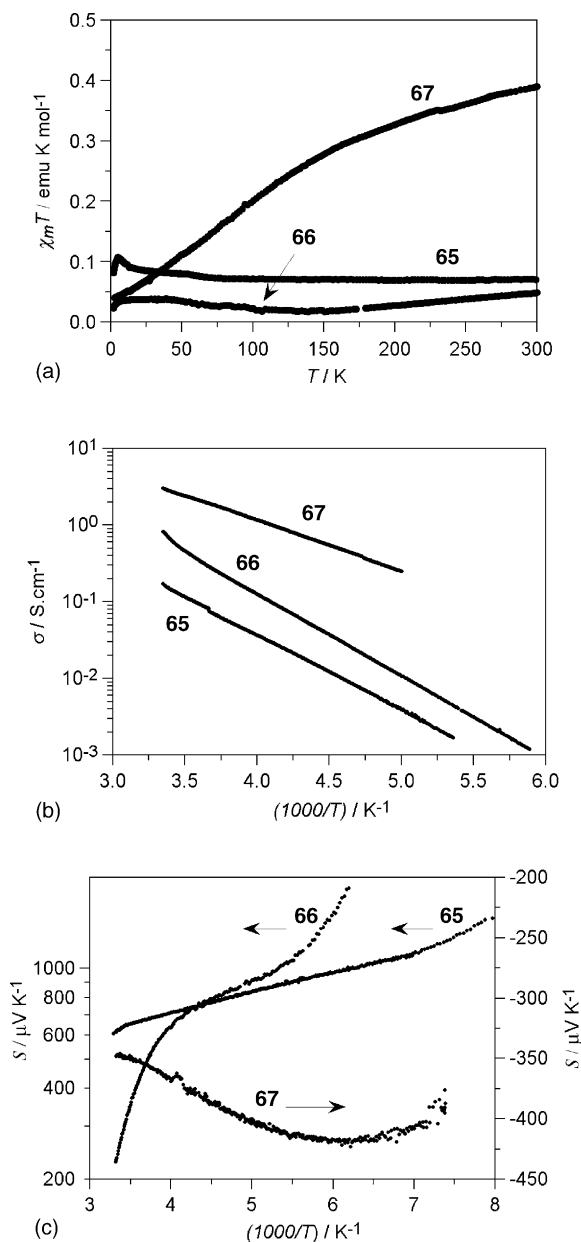 0.5
67
0.4
0.3
66
0.2
65
0.1
0.0
0 50 100 150 200 250 300
χmT / emu K mol-1
T / K
(a)
10^1
67
10^0
66
10^-1
65
10^-2
10^-3
3.0 3.5 4.0 4.5 5.0 5.5 6.0
σ / S.cm-1
(1000/T) / K-1
(b)
-200
66 65
-250
1000
800
-300
600
-350
400
67
-400
200
-450
3 4 5 6 7 8
S / μV K-1
S / μV K-1
(1000/T) / K-1
(c)